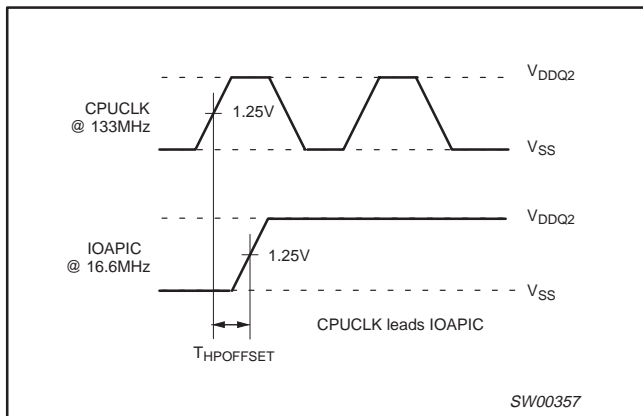 V_DDQ2
CPUCLK
@ 133MHz
1.25V
V_SS
V_DDQ2
IOAPIC
@ 16.6MHz
1.25V
V_SS
CPUCLK leads IOAPIC
T_HPOFFSET
SW00357